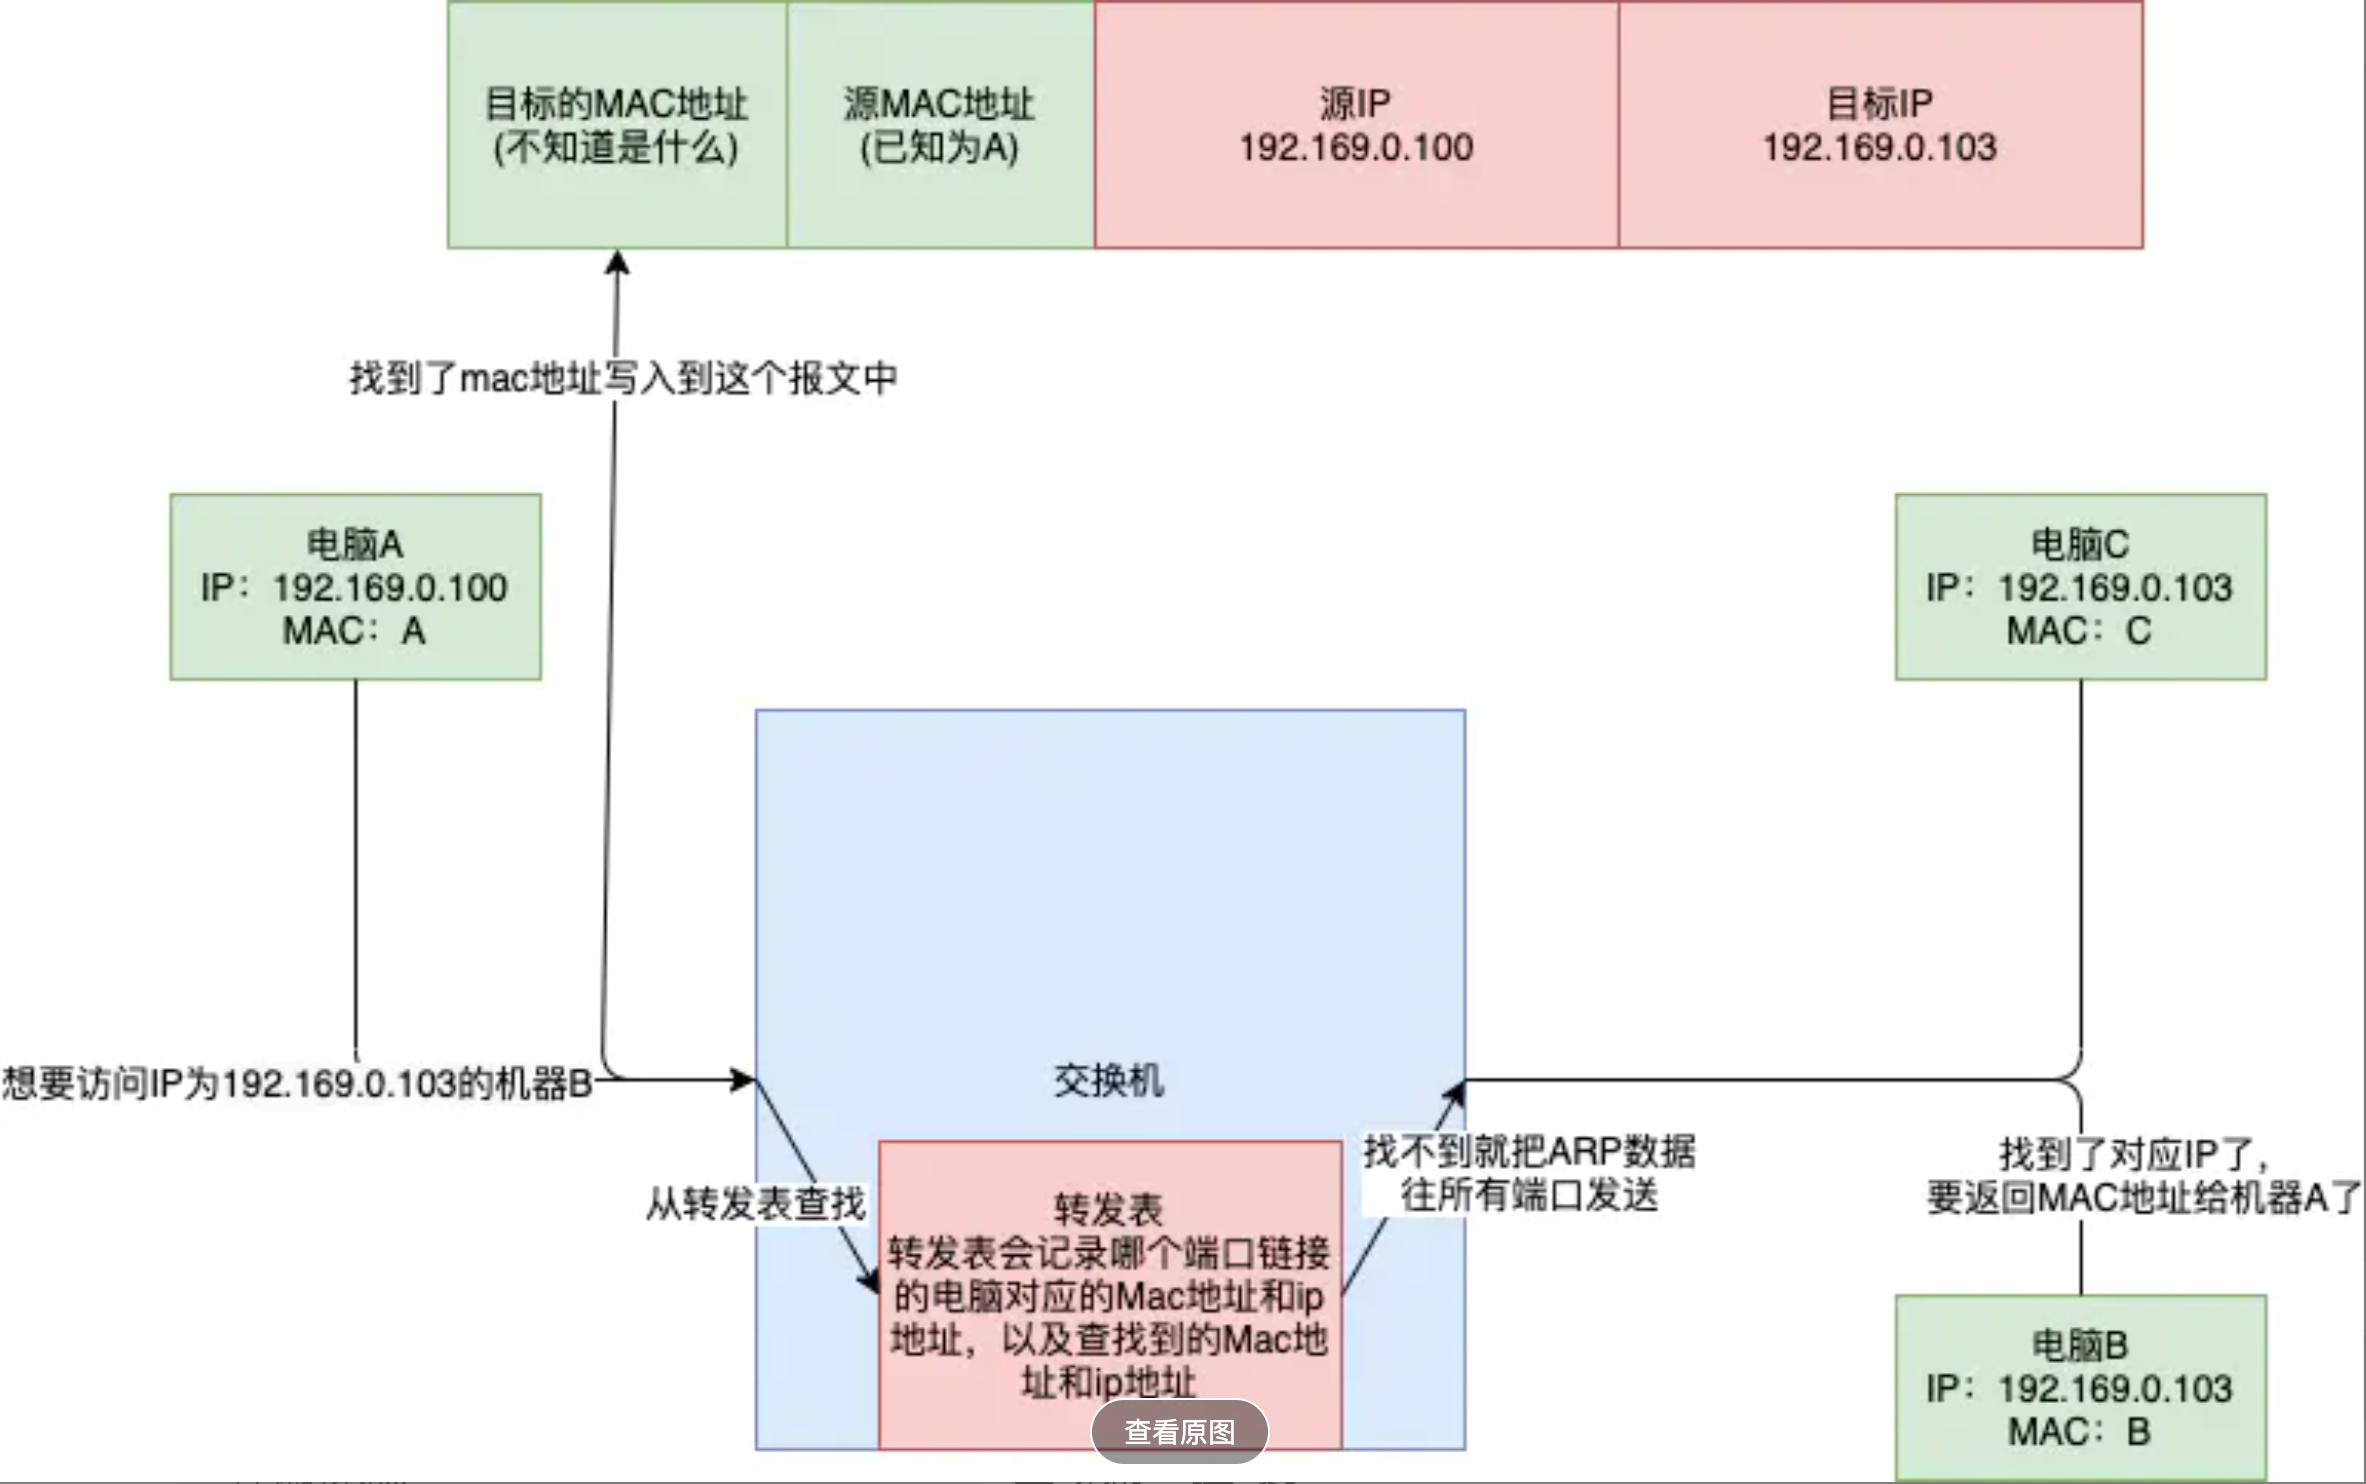 目标的MAC地址
(不知道是什么)
源MAC地址
(已知为A)
源IP
192.169.0.100
目标IP
192.169.0.103
找到了mac地址写入到这个报文中
电脑A
IP：192.169.0.100
MAC：A
电脑C
IP：192.169.0.103
MAC：C
想要访问IP为192.169.0.103的机器B
交换机
从转发表查找
找不到就把ARP数据
往所有端口发送
找到了对应IP了，
要返回MAC地址给机器A了
转发表
转发表会记录哪个端口链接
的电脑对应的Mac地址和ip
地址，以及查找到的Mac地
址和ip地址
电脑B
IP：192.169.0.103
MAC：B
查看原图